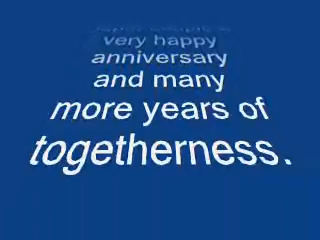 very happy
anniversary
and many
more years of
togetherness.